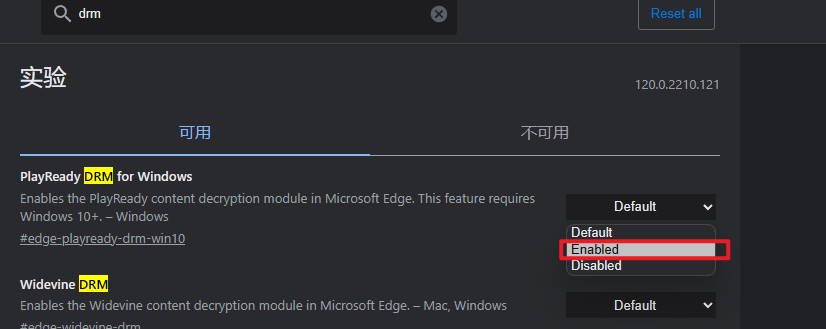 drm
Reset all
实验
120.0.2210.121
可用
不可用
PlayReady DRM for Windows
Enables the PlayReady content decryption module in Microsoft Edge. This feature requires
Windows 10+. – Windows
#edge-playready-drm-win10
Default
Default
Enabled
Disabled
Widevine DRM
Enables the Widevine content decryption module in Microsoft Edge. – Mac, Windows
#edge-widevine-drm
Default